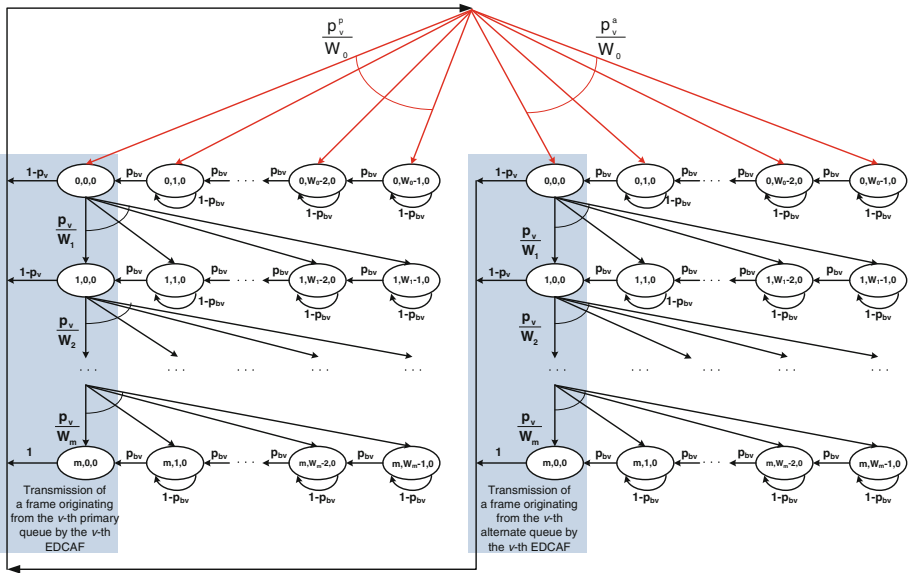 p_v^p
W_0
p_v^a
W_0
1-p_v 0,0,0 p_bv 0,1,0 p_bv · · · p_bv 0,W_0-2,0 p_bv 0,W_0-1,0
1-p_bv 1-p_bv 1-p_bv
1-p_v 0,0,0 p_bv 0,1,0 p_bv · · · p_bv 0,W_0-2,0 p_bv 0,W_0-1,0
1-p_bv 1-p_bv 1-p_bv
p_v
W_1
p_v
W_1
1-p_v 1,0,0 p_bv 1,1,0 p_bv · · · p_bv 1,W_1-2,0 p_bv 1,W_1-1,0
1-p_bv 1-p_bv 1-p_bv
1-p_v 1,0,0 p_bv 1,1,0 p_bv · · · p_bv 1,W_1-2,0 p_bv 1,W_1-1,0
1-p_bv 1-p_bv 1-p_bv
p_v
W_2
p_v
W_2
· · · · · · · · · · · · · · ·
· · · · · · · · · · · · · · ·
p_v
W_m
p_v
W_m
1 m,0,0 p_bv m,1,0 p_bv · · · p_bv m,W_m-2,0 p_bv m,W_m-1,0
1-p_bv 1-p_bv 1-p_bv
1 m,0,0 p_bv m,1,0 p_bv · · · p_bv m,W_m-2,0 p_bv m,W_m-1,0
1-p_bv 1-p_bv 1-p_bv
Transmission of
a frame originating
from the v-th primary
queue by the v-th
EDCAF
Transmission of
a frame originating
from the v-th
alternate queue by
the v-th EDCAF